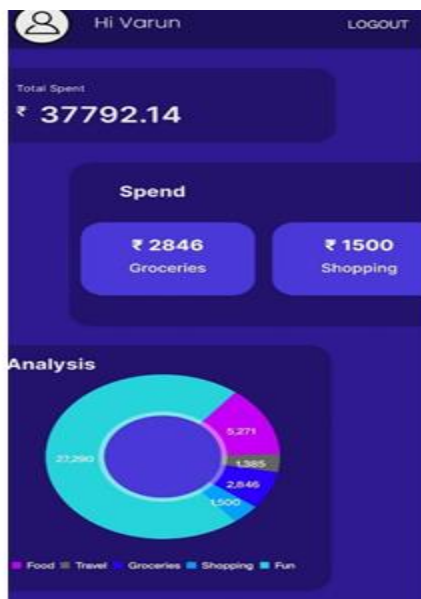 Hi Varun LOGOUT
Total Spent
₹ 37792.14
Spend
₹ 2846 ₹ 1500
Groceries Shopping
Analysis
5,271
27,290 1,385
2,846
1,500
Food Travel Groceries Shopping Fun